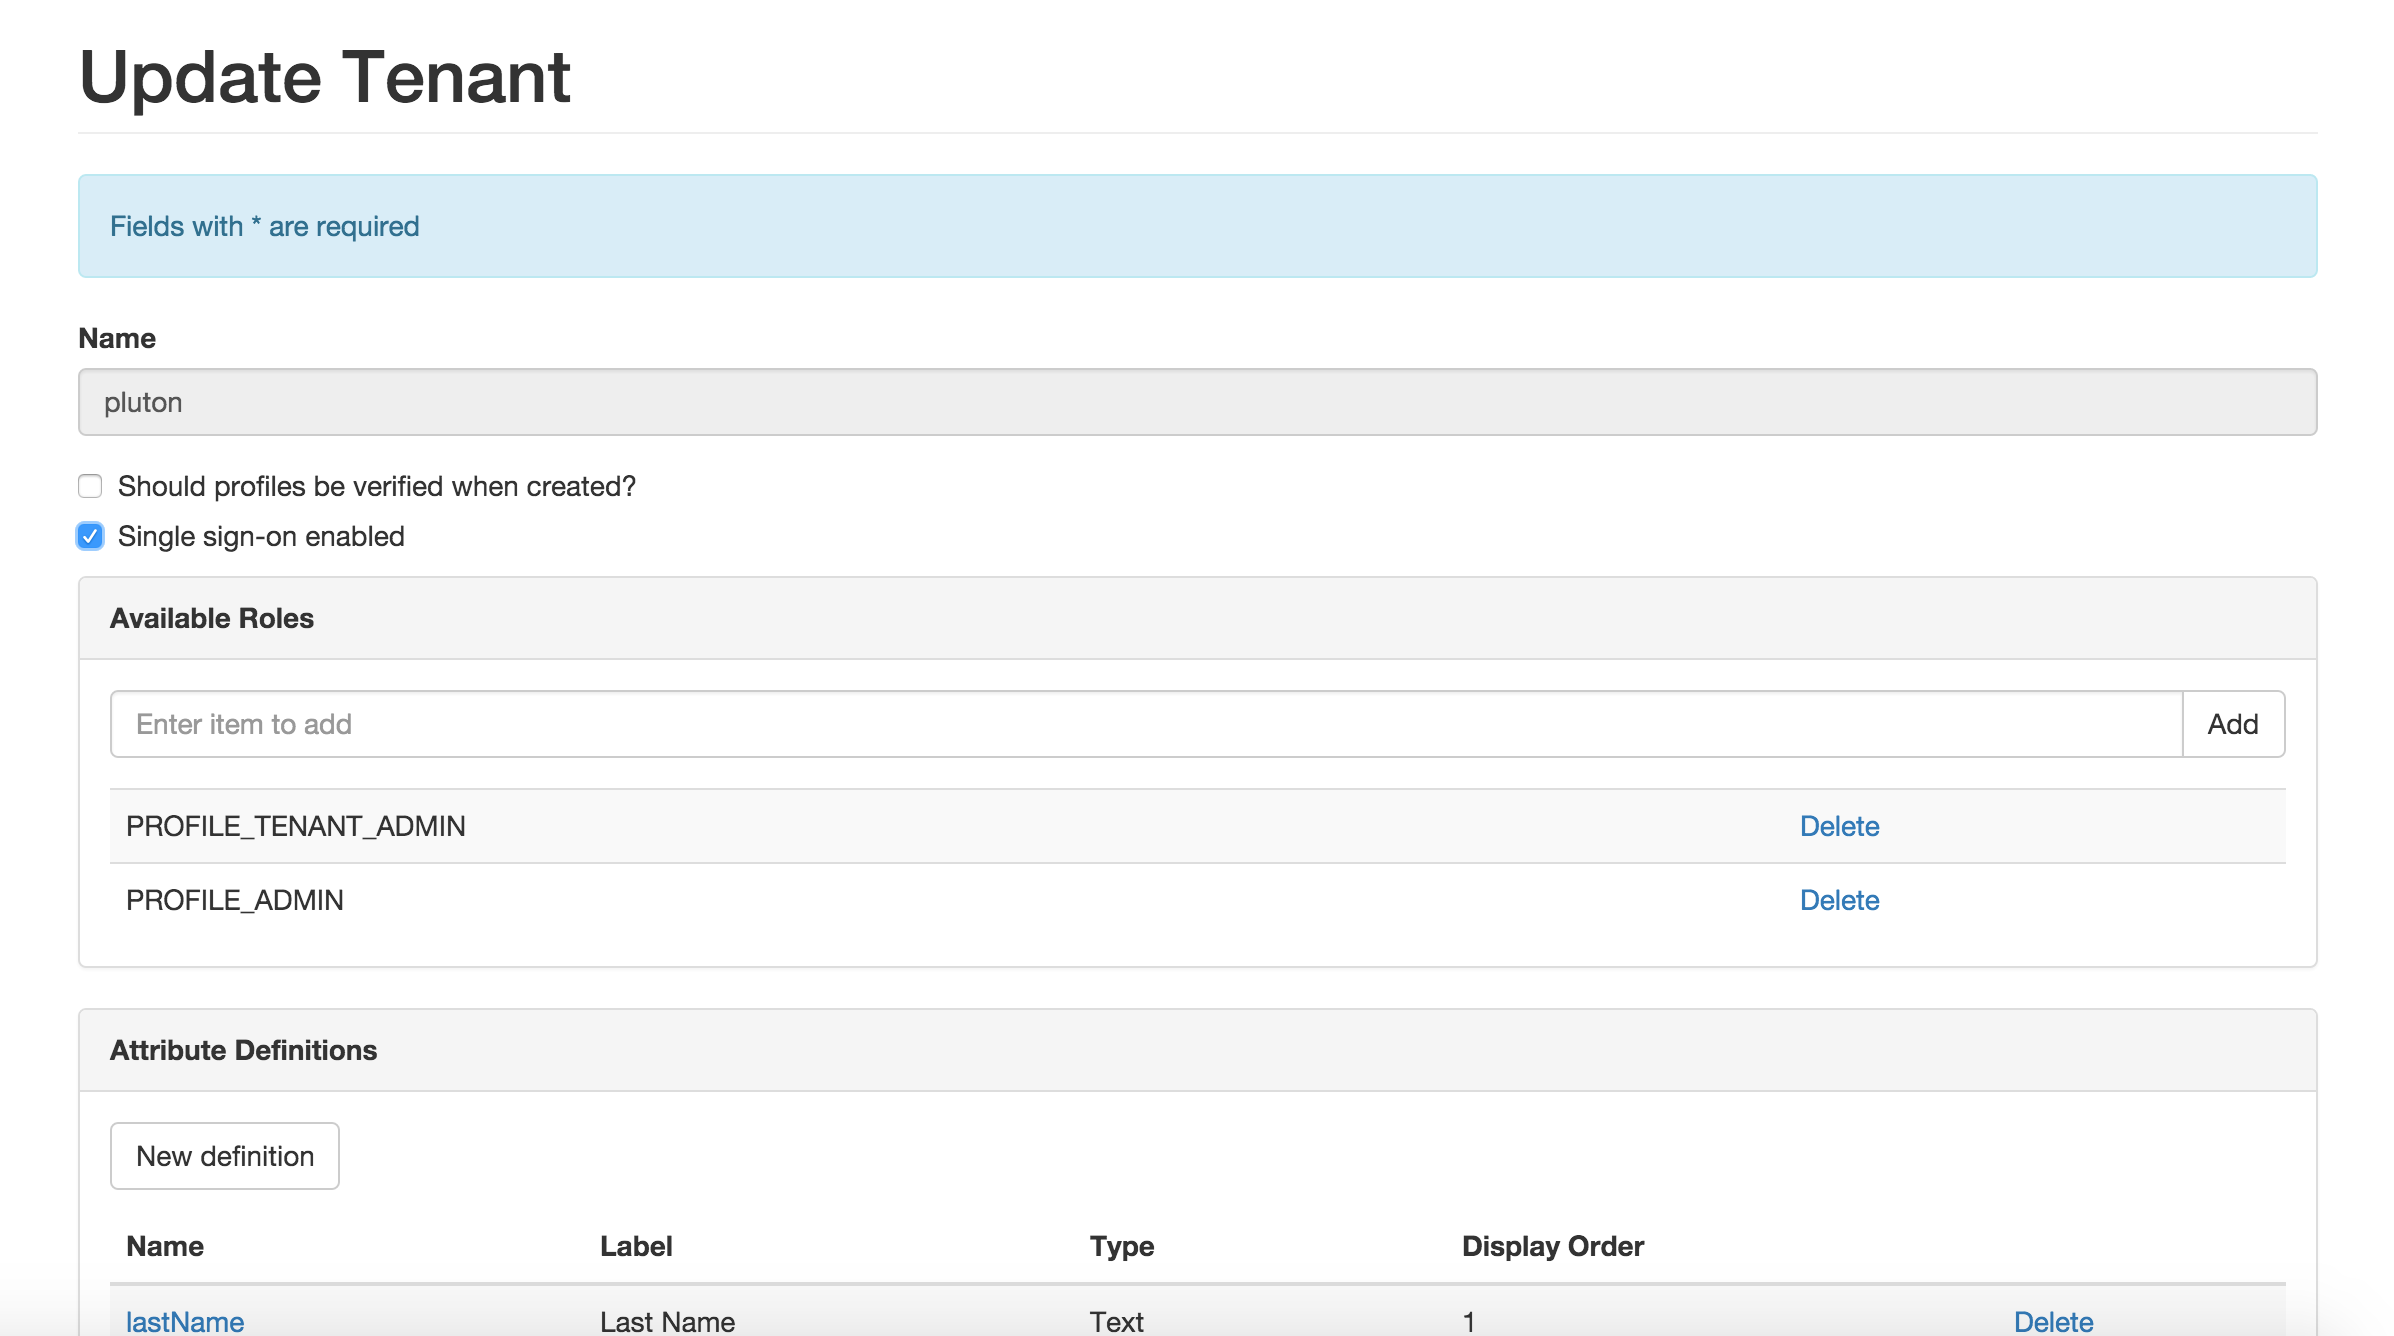 Update Tenant
Fields with * are required
Name
pluton
Should profiles be verified when created?
Single sign-on enabled
Available Roles
Enter item to add Add
PROFILE_TENANT_ADMIN Delete
PROFILE_ADMIN Delete
Attribute Definitions
New definition
Name Label Type Display Order
lastName Last Name Text 1 Delete